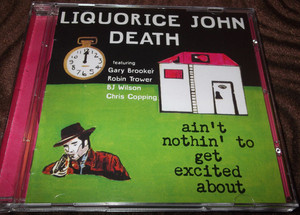 LIQUORICE JOHN
DEATH
featuring
Gary Brooker
Robin Trower
BJ Wilson
Chris Copping
ain't
nothin' to
get
excited
about